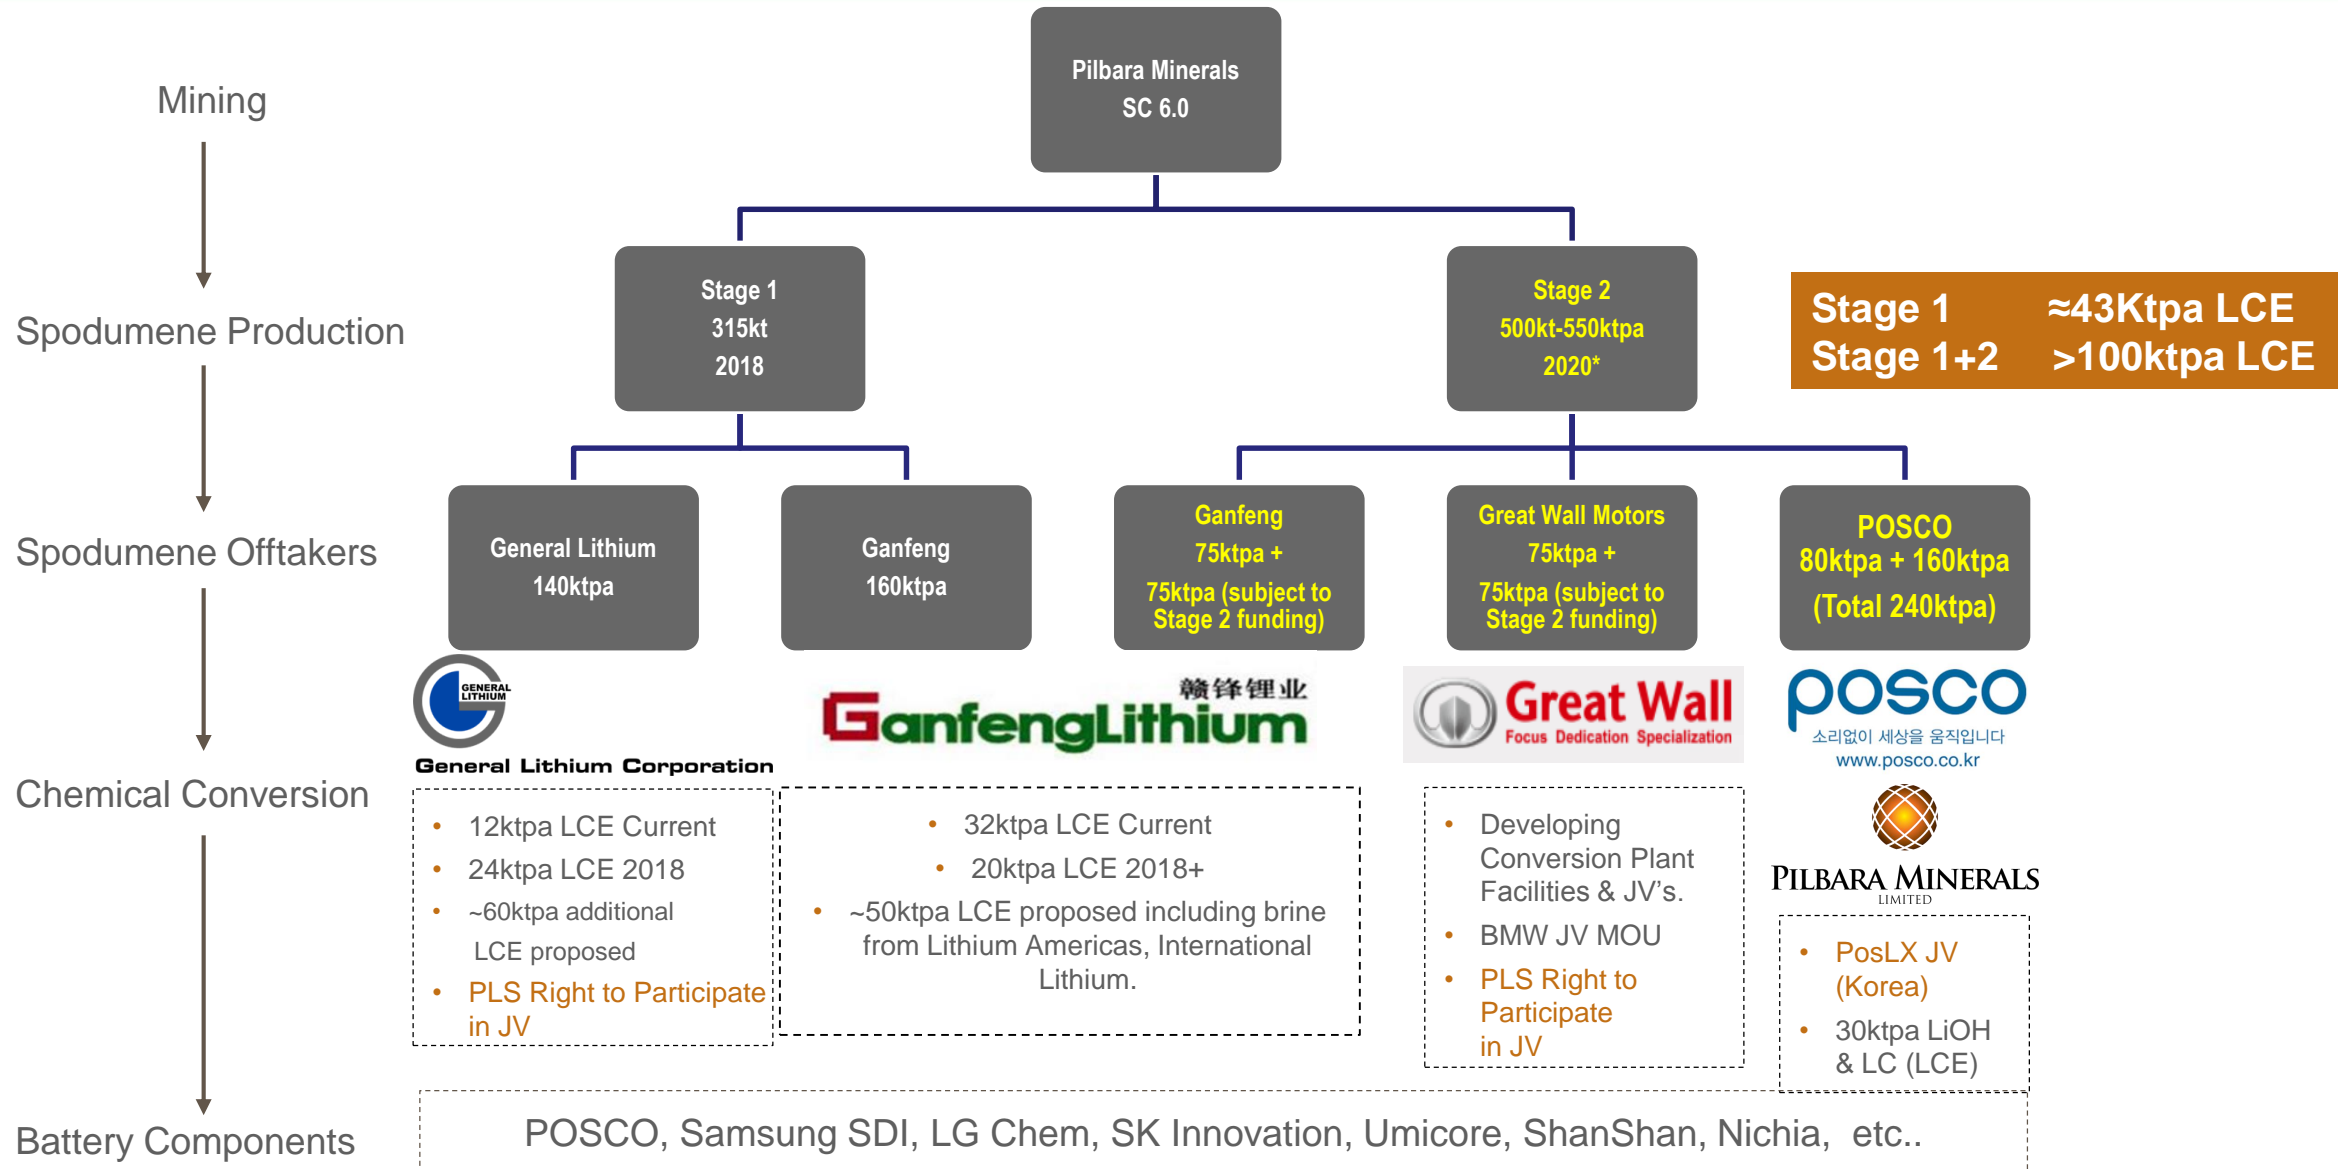 Pilbara Minerals
SC 6.0
Mining
Spodumene Production
Stage 1
315kt
2018
Stage 2
500kt-550ktpa
2020*
Stage 1 ≈43Ktpa LCE
Stage 1+2 >100ktpa LCE
Spodumene Offtakers
General Lithium
140ktpa
Ganfeng
160ktpa
Ganfeng
75ktpa +
75ktpa (subject to
Stage 2 funding)
Great Wall Motors
75ktpa +
75ktpa (subject to
Stage 2 funding)
POSCO
80ktpa + 160ktpa
(Total 240ktpa)
GENERAL
LITHIUM
General Lithium Corporation
赣锋锂业
GanfengLithium
Great Wall
Focus Dedication Specialization
posco
소리없이 세상을 움직입니다
www.posco.co.kr
PILBARA MINERALS
LIMITED
Chemical Conversion
• 12ktpa LCE Current
• 24ktpa LCE 2018
• ~60ktpa additional
LCE proposed
• PLS Right to Participate
in JV
• 32ktpa LCE Current
• 20ktpa LCE 2018+
• ~50ktpa LCE proposed including brine
from Lithium Americas, International
Lithium.
• Developing
Conversion Plant
Facilities & JV's.
• BMW JV MOU
• PLS Right to
Participate
in JV
• PosLX JV
(Korea)
• 30ktpa LiOH
& LC (LCE)
Battery Components
POSCO, Samsung SDI, LG Chem, SK Innovation, Umicore, ShanShan, Nichia, etc..